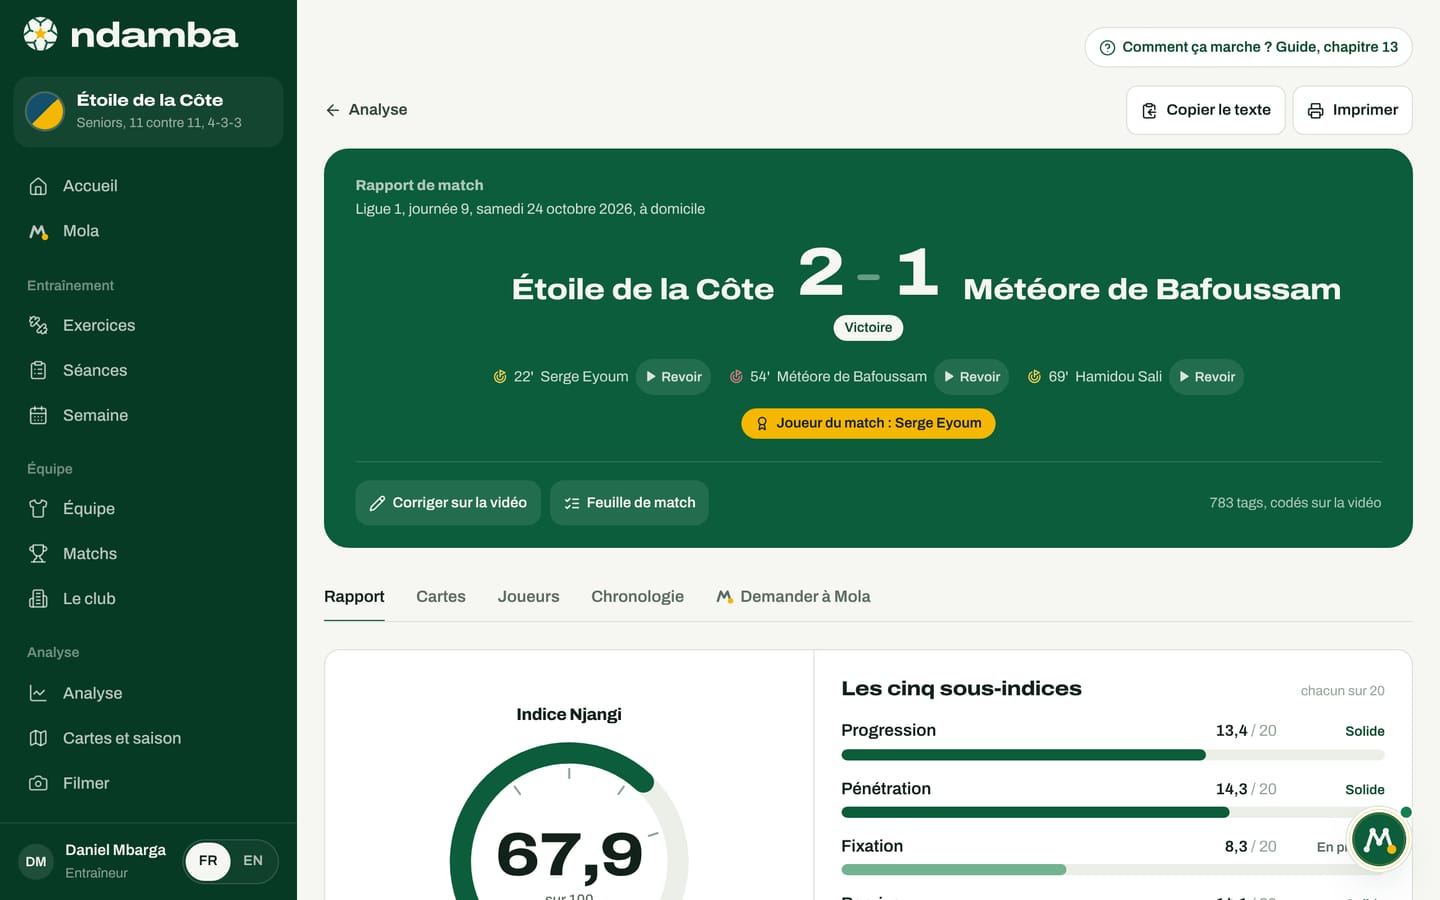 ndamba
Étoile de la Côte
Seniors, 11 contre 11, 4-3-3
Accueil
Mola
Entraînement
Exercices
Séances
Semaine
Équipe
Équipe
Matchs
Le club
Analyse
Analyse
Cartes et saison
Filmer
DM
Daniel Mbarga
Entraîneur
FR
EN
Comment ça marche ? Guide, chapitre 13
Analyse
Copier le texte
Imprimer
Rapport de match
Ligue 1, journée 9, samedi 24 octobre 2026, à domicile
Étoile de la Côte 2 – 1 Météore de Bafoussam
Victoire
22' Serge Eyoum Revoir 54' Météore de Bafoussam Revoir 69' Hamidou Sali Revoir
Joueur du match : Serge Eyoum
Corriger sur la vidéo
Feuille de match
783 tags, codés sur la vidéo
Rapport
Cartes
Joueurs
Chronologie
Demander à Mola
Indice Njangi
67,9
sur 100
Les cinq sous-indices
chacun sur 20
Progression 13,4 / 20 Solide
Pénétration 14,3 / 20 Solide
Fixation 8,3 / 20